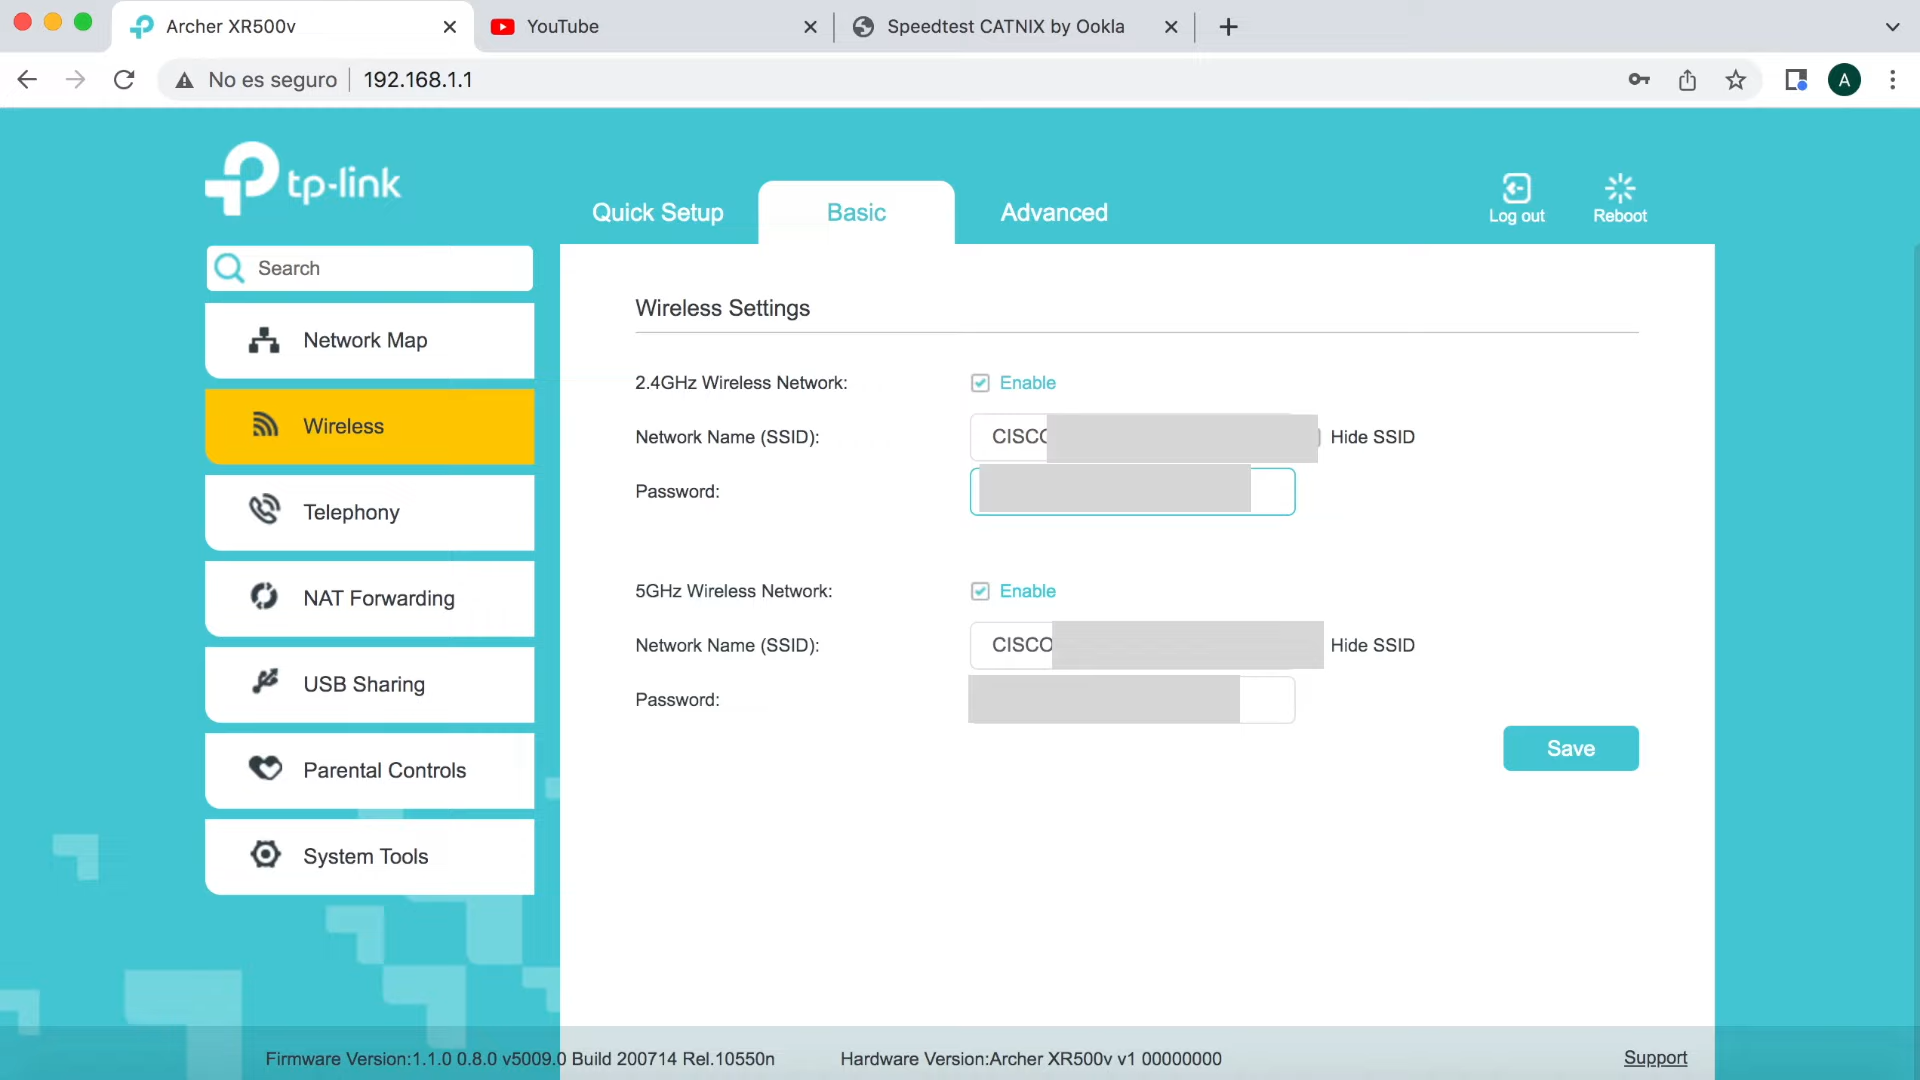 Archer XR500v
YouTube
Speedtest CATNIX by Ookla
No es seguro
192.168.1.1
A
tp-link
Quick Setup
Basic
Advanced
Log out
Reboot
Search
Network Map
Wireless
Telephony
NAT Forwarding
USB Sharing
Parental Controls
System Tools
Wireless Settings
2.4GHz Wireless Network:
Enable
Network Name (SSID):
CISCO
Hide SSID
Password:
5GHz Wireless Network:
Enable
Network Name (SSID):
CISCO
Hide SSID
Password:
Save
Firmware Version:1.1.0 0.8.0 v5009.0 Build 200714 Rel.10550n
Hardware Version:Archer XR500v v1 00000000
Support